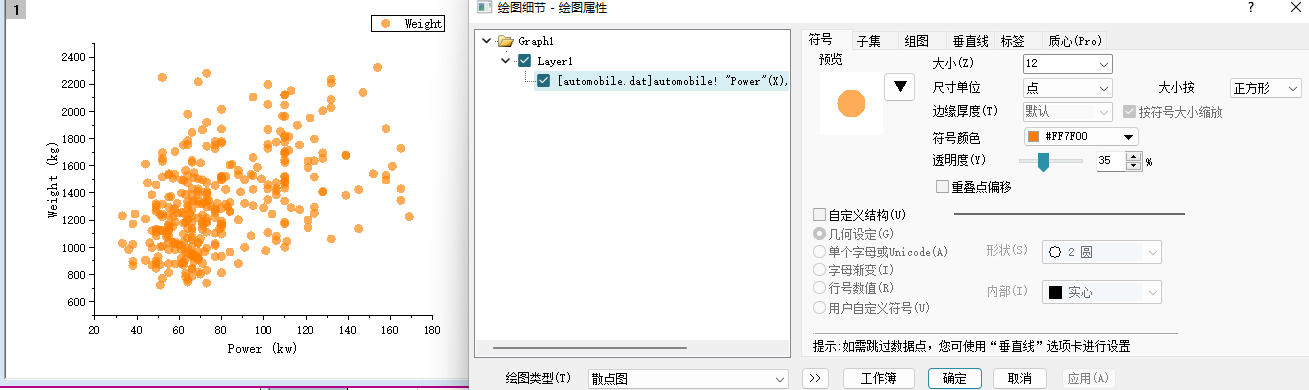 1
Weight
2400
2200
2000
1800
1600
1400
1200
1000
800
600
Weight (kg)
20 40 60 80 100 120 140 160 180
Power (kw)
绘图细节 - 绘图属性 ? ×
Graph1
Layer1
[automobile.dat]automobile! "Power"(X),
符号 子集 组图 垂直线 标签 质心(Pro)
预览
大小(Z) 12
尺寸单位 点 大小按 正方形
边缘厚度(T) 默认 按符号大小缩放
符号颜色 #FF7F00
透明度(Y) 35 %
重叠点偏移
自定义结构(U)
几何设定(G)
单个字母或Unicode(A)
字母渐变(I)
行号数值(R)
用户自定义符号(U)
形状(S) 2 圆
内部(I) 实心
提示:如需跳过数据点，您可使用“垂直线”选项卡进行设置
绘图类型(T) 散点图 >> 工作簿 确定 取消 应用(A)